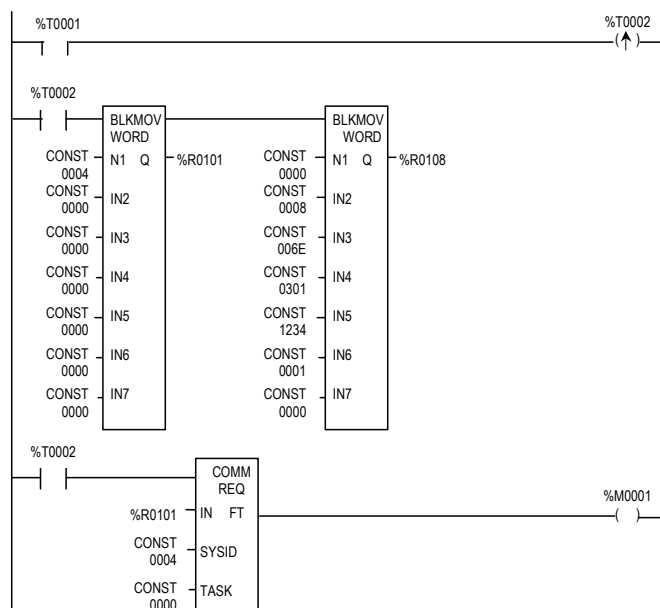 %T0001
%T0002
(↑)
%T0002
BLKMOV
WORD
CONST
0004
N1 Q
%R0101
CONST
0000
IN2
CONST
0000
IN3
CONST
0000
IN4
CONST
0000
IN5
CONST
0000
IN6
CONST
0000
IN7
BLKMOV
WORD
CONST
0000
N1 Q
%R0108
CONST
0008
IN2
CONST
006E
IN3
CONST
0301
IN4
CONST
1234
IN5
CONST
0001
IN6
CONST
0000
IN7
%T0002
COMM
REQ
%R0101
IN FT
CONST
0004
SYSID
CONST
0000
TASK
%M0001
( )